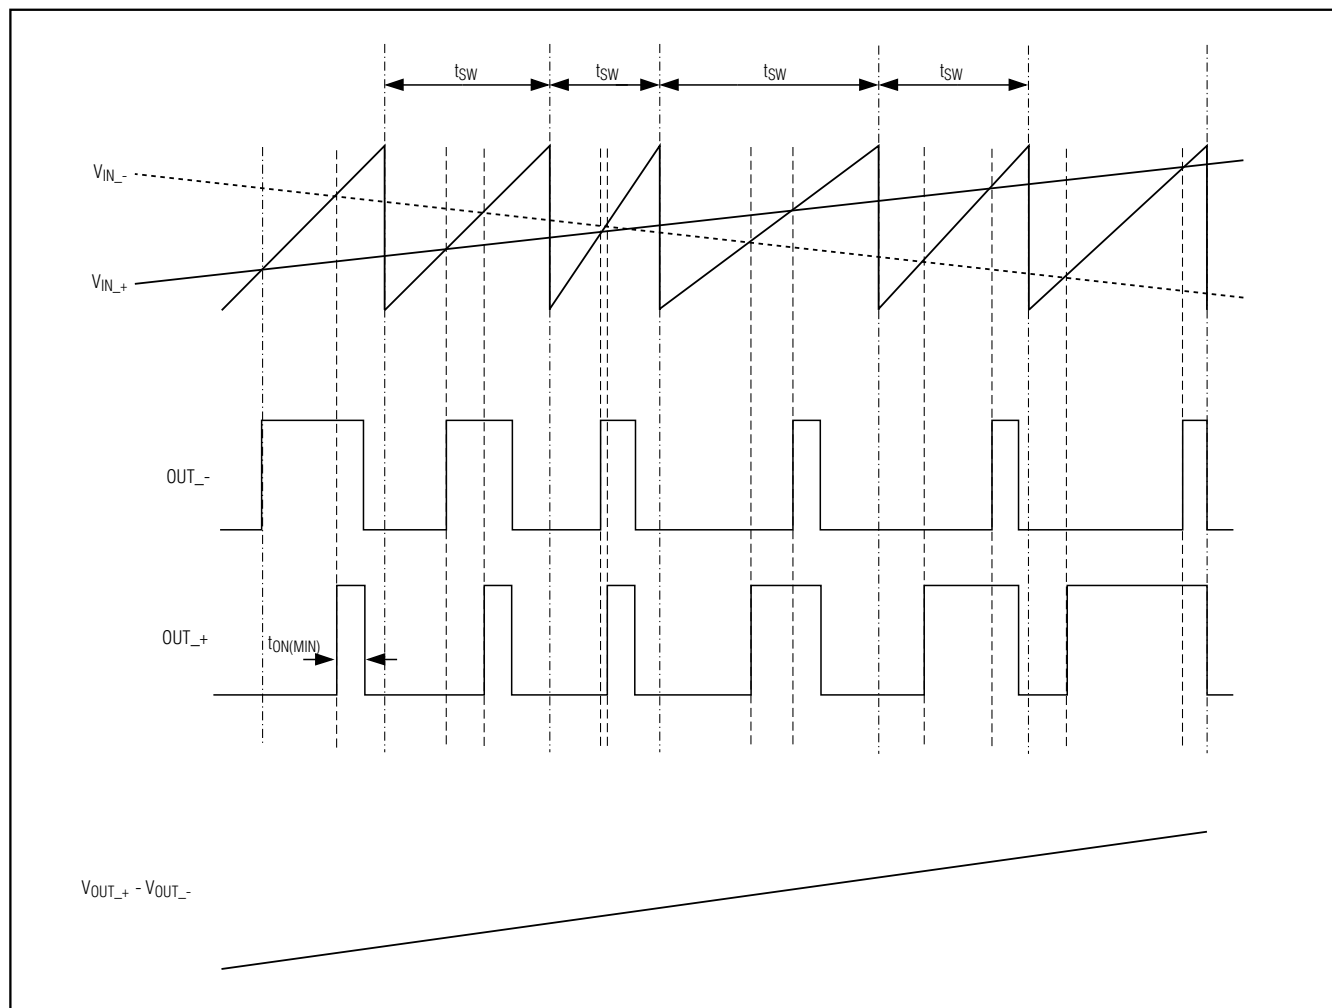 tSW tSW tSW tSW
VIN_-
VIN_+
OUT_-
OUT_+
tON(MIN)
VOUT_+ - VOUT_-